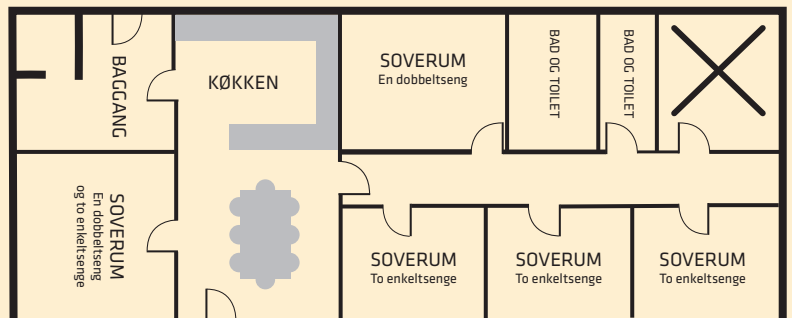 BAGGANG
KØKKEN
SOVERUM
En dobbeltseng
BAD OG TOILET
BAD OG TOILET
SOVERUM
En dobbeltseng
og to enkeltsenge
SOVERUM
To enkeltsenge
SOVERUM
To enkeltsenge
SOVERUM
To enkeltsenge